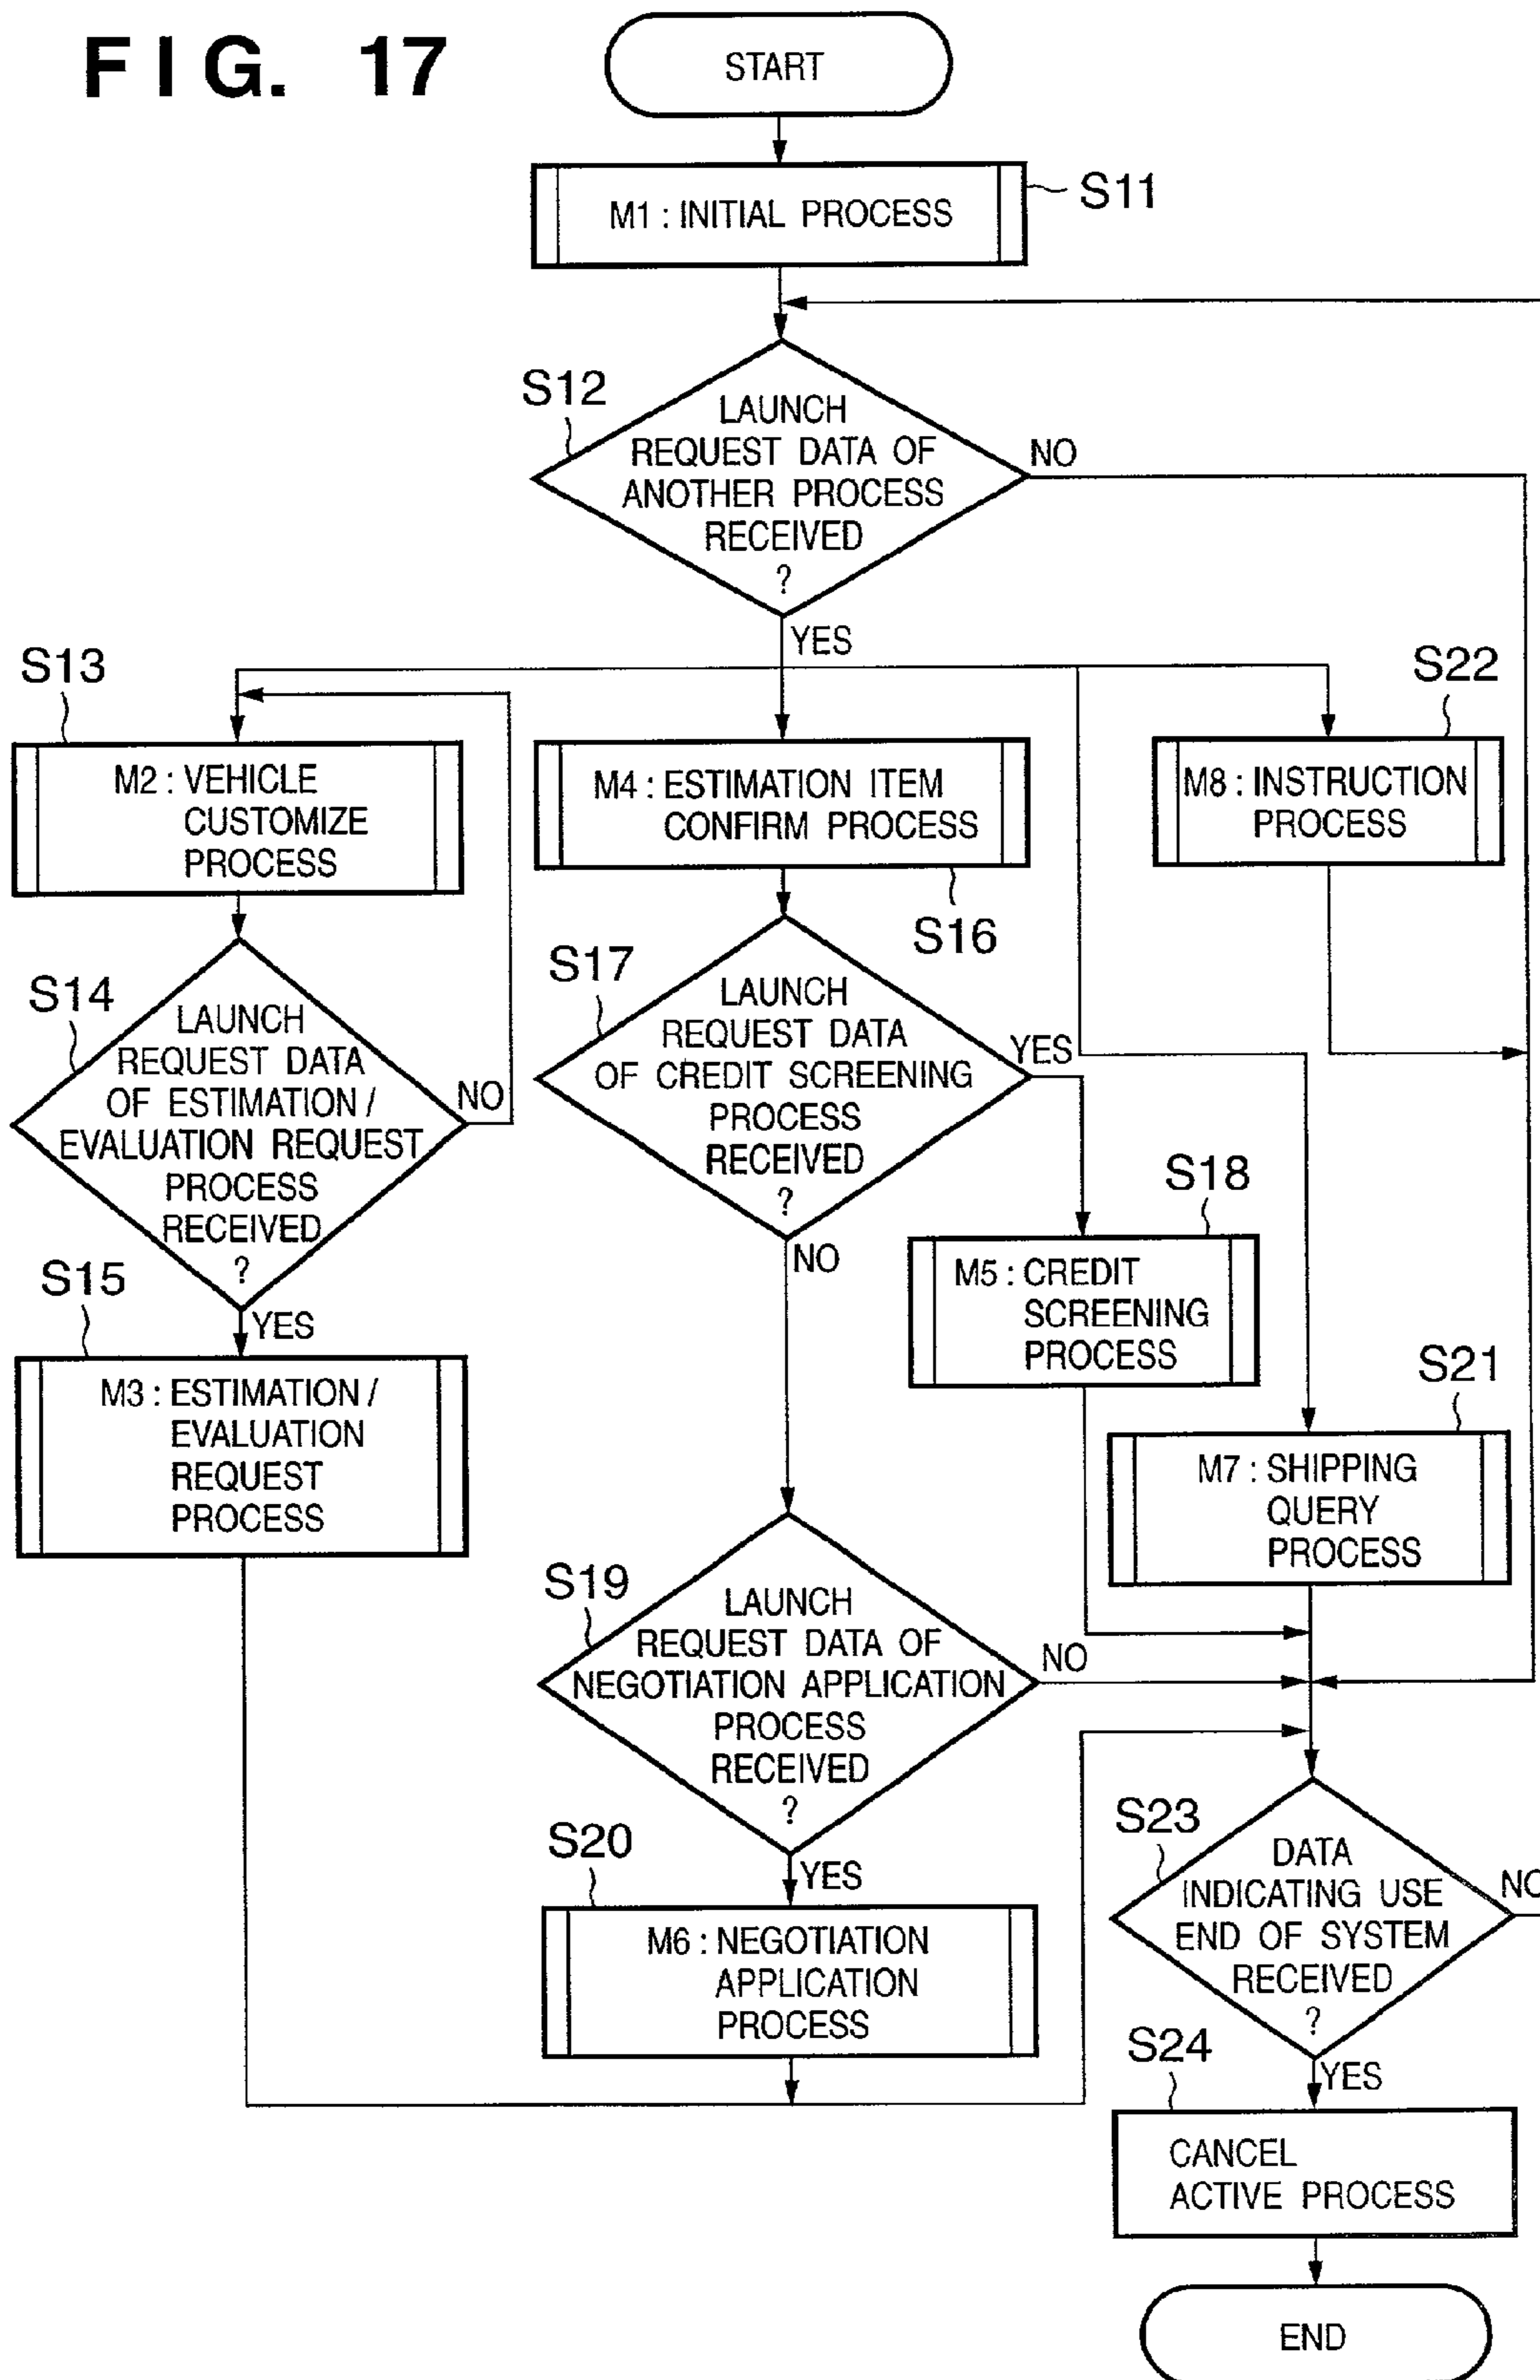 FIG. 17
START
M1 : INITIAL PROCESS
S11
S12
LAUNCH
REQUEST DATA OF
ANOTHER PROCESS
RECEIVED
?
NO
YES
S13
M2 : VEHICLE
CUSTOMIZE
PROCESS
M4 : ESTIMATION ITEM
CONFIRM PROCESS
S16
S22
M8 : INSTRUCTION
PROCESS
S14
LAUNCH
REQUEST DATA
OF ESTIMATION /
EVALUATION REQUEST
PROCESS
RECEIVED
?
NO
YES
S17
LAUNCH
REQUEST DATA
OF CREDIT SCREENING
PROCESS
RECEIVED
?
YES
NO
S18
M5 : CREDIT
SCREENING
PROCESS
S15
M3 : ESTIMATION /
EVALUATION
REQUEST
PROCESS
S21
M7 : SHIPPING
QUERY
PROCESS
S19
LAUNCH
REQUEST DATA OF
NEGOTIATION APPLICATION
PROCESS
RECEIVED
?
NO
YES
S20
M6 : NEGOTIATION
APPLICATION
PROCESS
S23
DATA
INDICATING USE
END OF SYSTEM
RECEIVED
?
NO
YES
S24
CANCEL
ACTIVE PROCESS
END